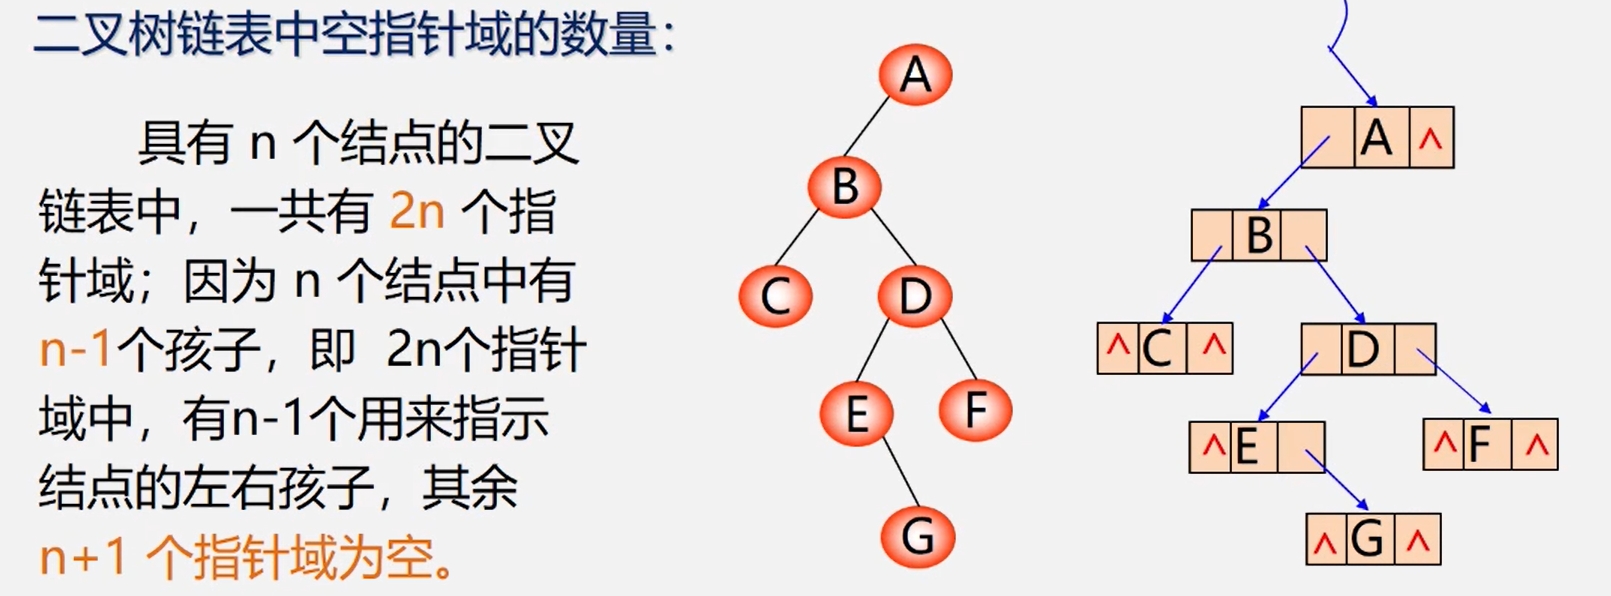 二叉树链表中空指针域的数量：
具有 n 个结点的二叉
链表中，一共有 2n 个指
针域；因为 n 个结点中有
n-1个孩子，即 2n个指针
域中，有n-1个用来指示
结点的左右孩子，其余
n+1 个指针域为空。
A
B
C
D
E
F
G
A ^
B
^ C ^
D
^ E
^ F ^
^ G ^